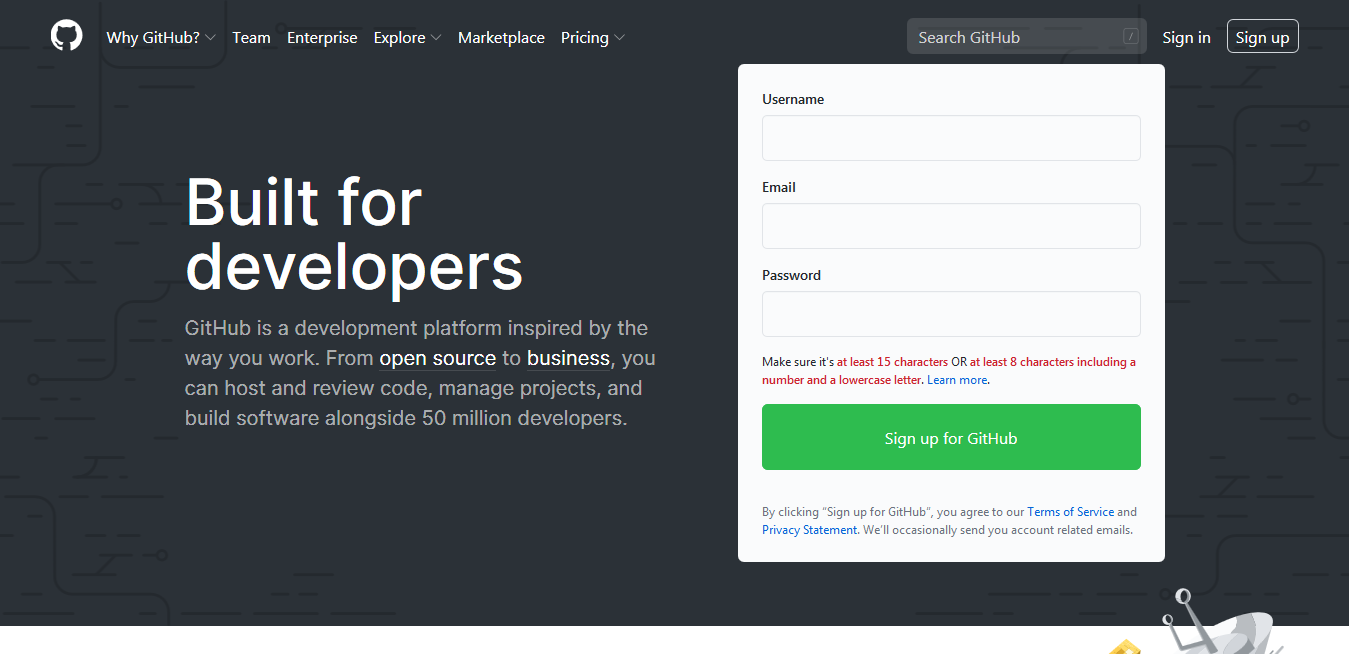 Why GitHub? Team Enterprise Explore Marketplace Pricing Search GitHub / Sign in Sign up
Built for
developers
GitHub is a development platform inspired by the
way you work. From open source to business, you
can host and review code, manage projects, and
build software alongside 50 million developers.
Username
Email
Password
Make sure it's at least 15 characters OR at least 8 characters including a
number and a lowercase letter. Learn more.
Sign up for GitHub
By clicking “Sign up for GitHub”, you agree to our Terms of Service and
Privacy Statement. We’ll occasionally send you account related emails.